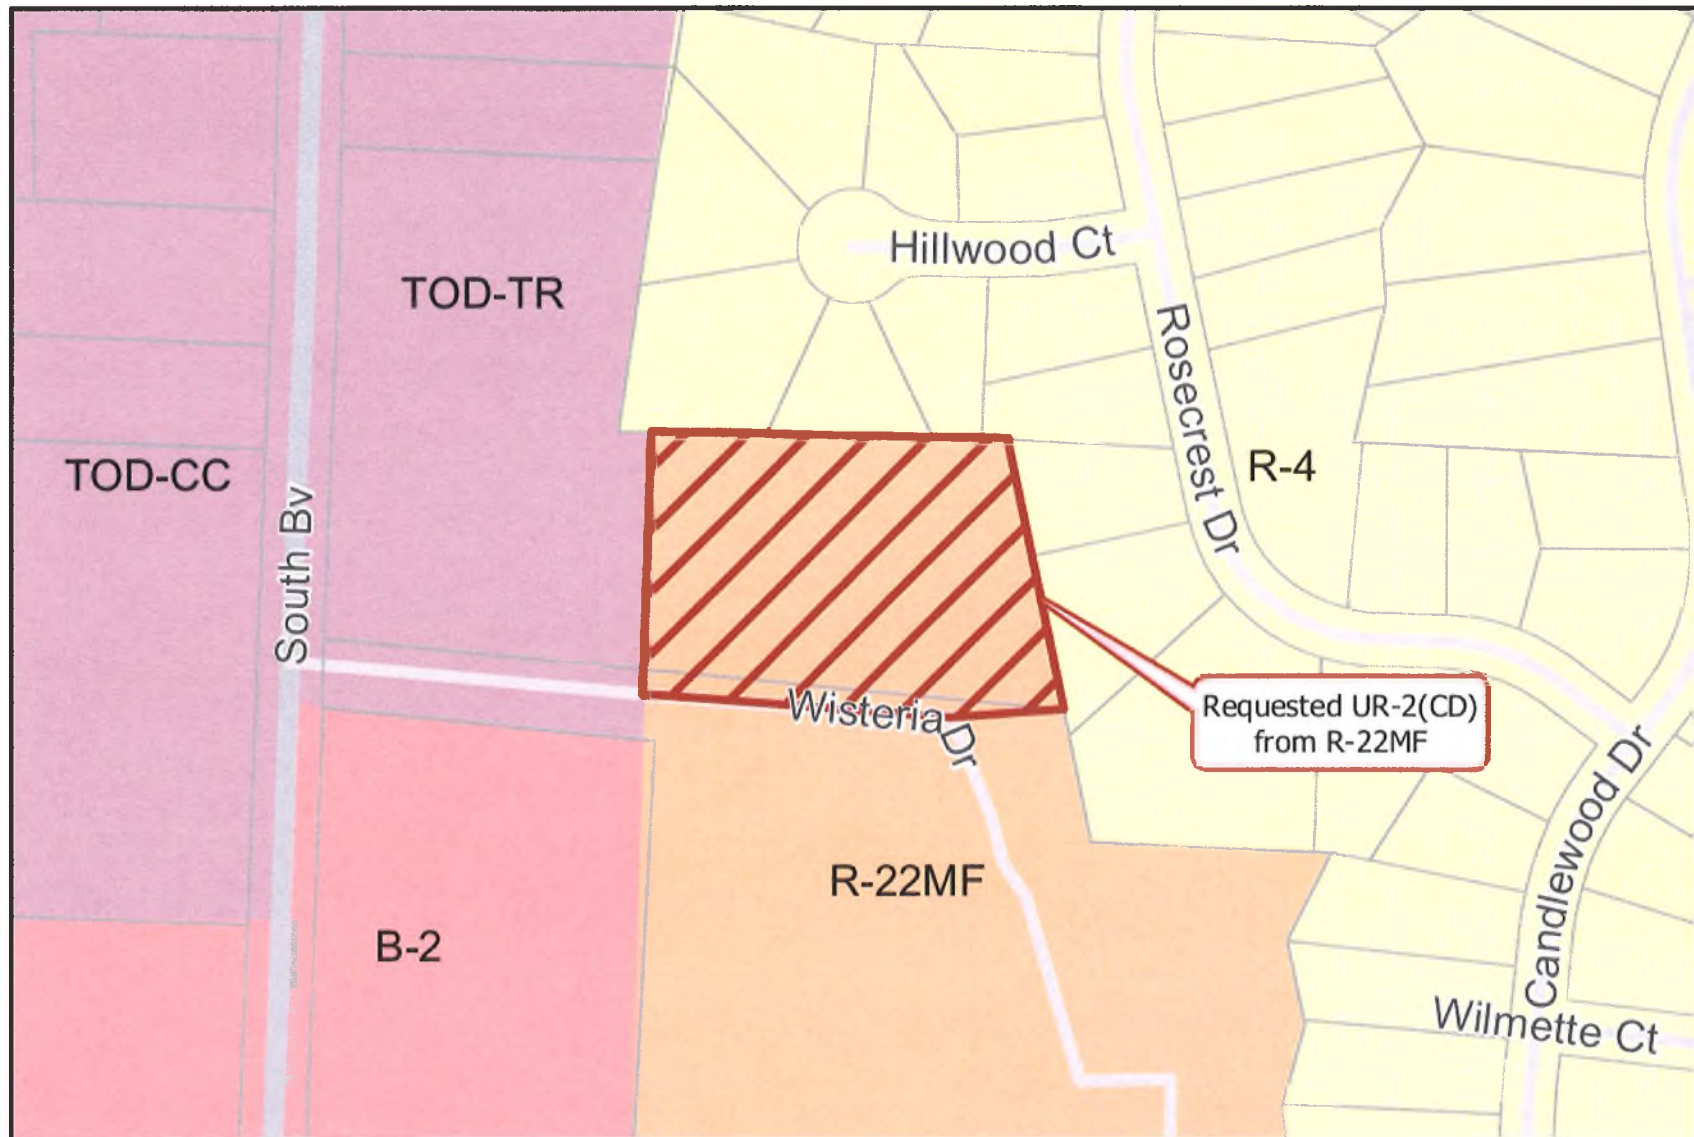 Hillwood Ct
TOD-TR
Rosecrest Dr
TOD-CC
R-4
South Bv
Wisteria Dr
Requested UR-2(CD)
from R-22MF
Candlewood Dr
R-22MF
B-2
Wilmette Ct